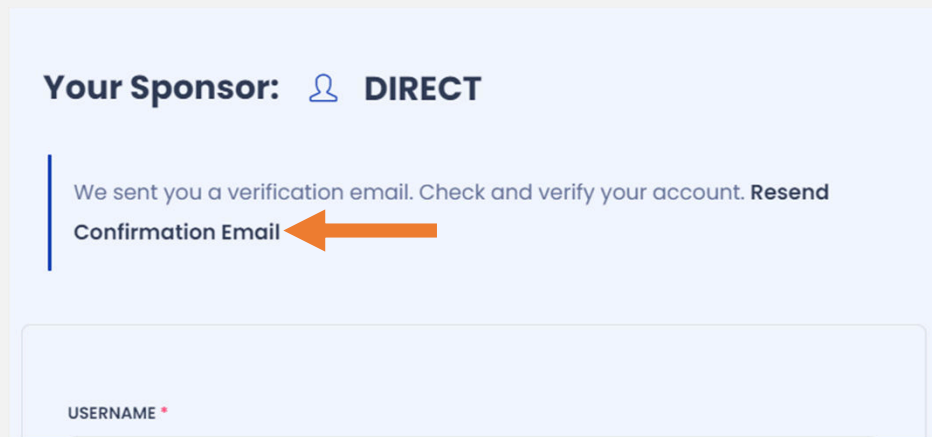 Your Sponsor: DIRECT
We sent you a verification email. Check and verify your account. Resend
Confirmation Email
USERNAME *